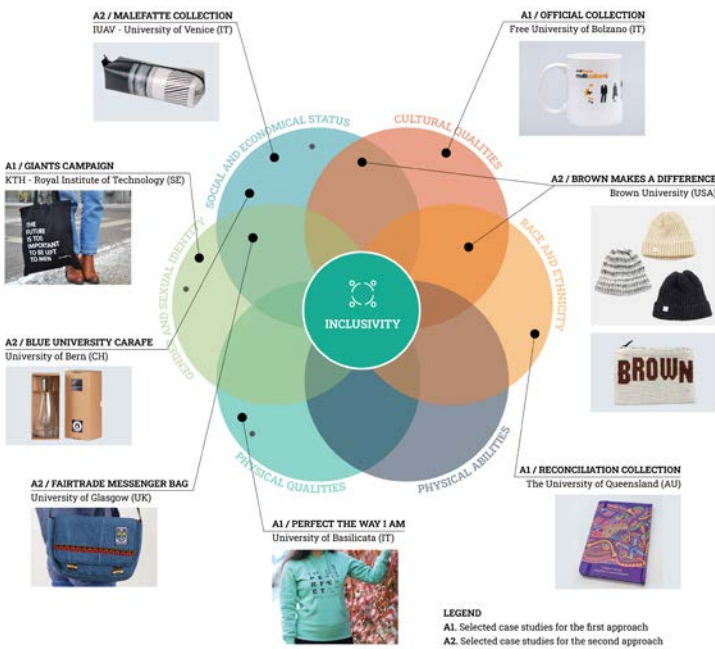 A2 / MALEFATTE COLLECTION
IUAV - University of Venice (IT)
A1 / OFFICIAL COLLECTION
Free University of Bolzano (IT)
SOCIAL AND ECONOMICAL STATUS
CULTURAL QUALITIES
A1 / GIANTS CAMPAIGN
KTH - Royal Institute of Technology (SE)
A2 / BROWN MAKES A DIFFERENCE
Brown University (USA)
THE
FUTURE
IS TOO
IMPORTANT
TO BE LEFT
TO MEN
GENDER AND SEXUAL IDENTITY
RACE AND ETHNICITY
INCLUSIVITY
A2 / BLUE UNIVERSITY CARAFE
University of Bern (CH)
BROWN
PHYSICAL QUALITIES
PHYSICAL ABILITIES
A2 / FAIRTRADE MESSENGER BAG
University of Glasgow (UK)
A1 / RECONCILIATION COLLECTION
The University of Queensland (AU)
A1 / PERFECT THE WAY I AM
University of Basilicata (IT)
LEGEND
A1. Selected case studies for the first approach
A2. Selected case studies for the second approach